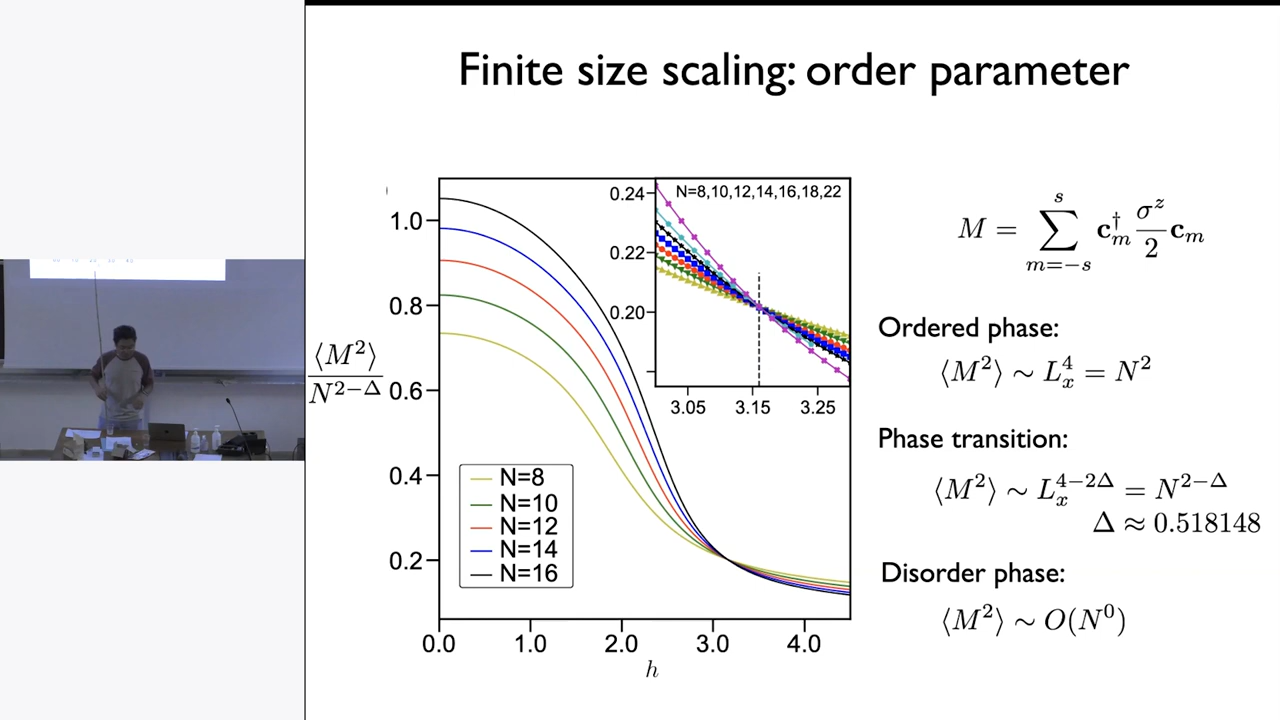 Finite size scaling: order parameter
⟨M²⟩
N^{2−Δ}
1.0
0.8
0.6
0.4
0.2
0.0 1.0 2.0 3.0 4.0
h
N=8
N=10
N=12
N=14
N=16
N=8,10,12,14,16,18,22
0.24
0.22
0.20
3.05 3.15 3.25
M = ∑_{m=−s}^{s} c†_m σ^z/2 c_m
Ordered phase:
⟨M²⟩ ∼ L_x^4 = N²
Phase transition:
⟨M²⟩ ∼ L_x^{4−2Δ} = N^{2−Δ}
Δ ≈ 0.518148
Disorder phase:
⟨M²⟩ ∼ O(N⁰)